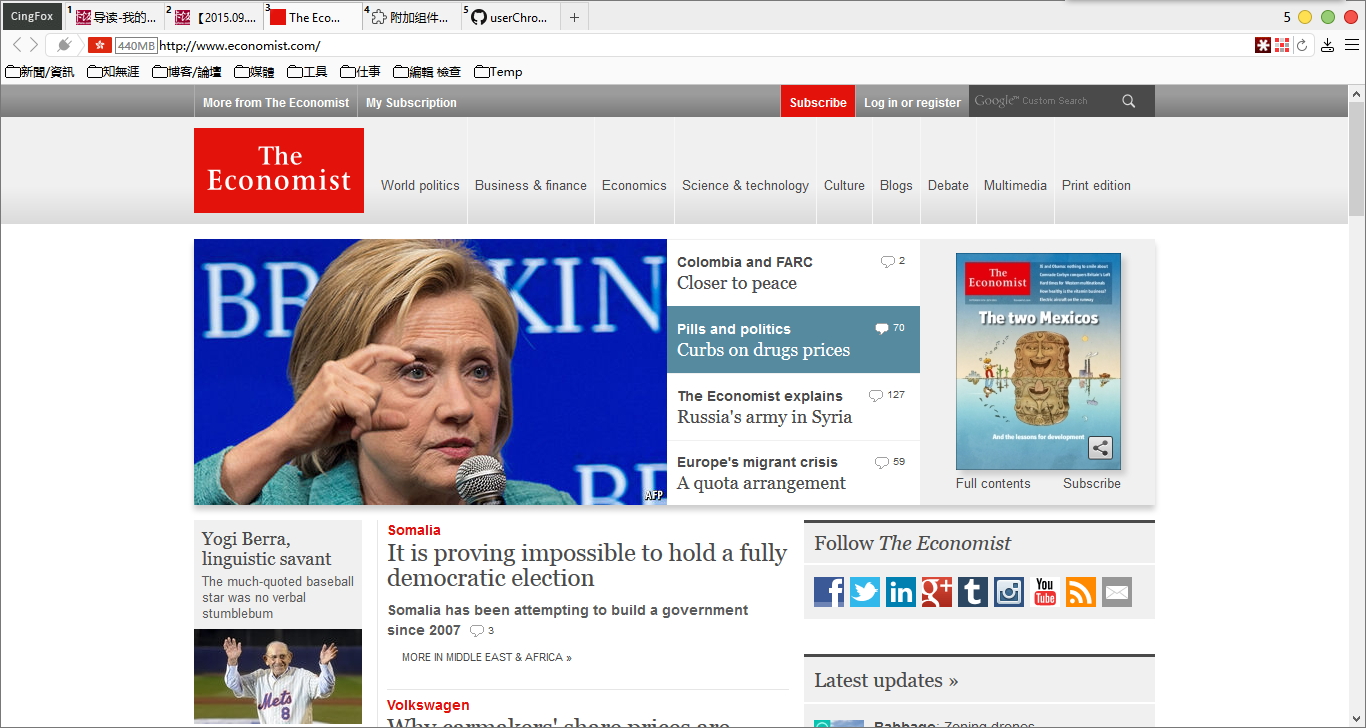 CingFox
1 导读-我的...
2 【2015.09....
3 The Eco...
4 附加组件...
5 userChro...
5
440MB http://www.economist.com/
新聞/資訊
知無涯
博客/論壇
媒體
工具
仕事
編輯 檢查
Temp
More from The Economist
My Subscription
Subscribe
Log in or register
Google™ Custom Search
The
Economist
World politics
Business & finance
Economics
Science & technology
Culture
Blogs
Debate
Multimedia
Print edition
BR KIN
BR
AFP
Colombia and FARC 2
Closer to peace
Pills and politics 70
Curbs on drugs prices
The Economist explains 127
Russia's army in Syria
Europe's migrant crisis 59
A quota arrangement
The
Economist
The two Mexicos
And the lessons for development
Full contents
Subscribe
Yogi Berra,
linguistic savant
The much-quoted baseball
star was no verbal
stumblebum
Mets
8
Somalia
It is proving impossible to hold a fully
democratic election
Somalia has been attempting to build a government
since 2007 3
MORE IN MIDDLE EAST & AFRICA »
Volkswagen
Why carmakers' share prices are
Follow The Economist
You
Tube
Latest updates »
Babbage: Zoning drones